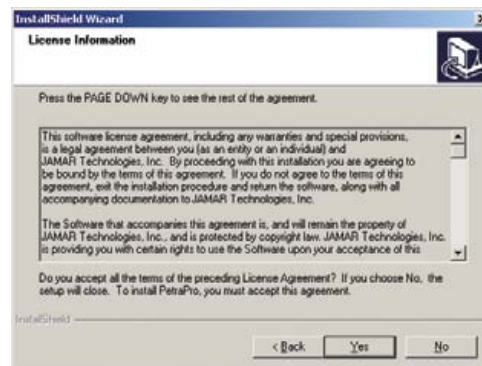 InstallShield Wizard
License Information
Press the PAGE DOWN key to see the rest of the agreement.
This software license agreement, including any warranties and special provisions,
is a legal agreement between you (as an entity or an individual) and
JAMAR Technologies, Inc.  By proceeding with this installation you are agreeing to
be bound by the terms of this agreement.  If you do not agree to the terms of this
agreement, exit the installation procedure and return the software, along with all
accompanying documentation to JAMAR Technologies, Inc.
The Software that accompanies this agreement is, and will remain the property of
JAMAR Technologies, Inc., and is protected by copyright law. JAMAR Technologies, Inc.
is providing you with certain rights to use the Software upon your acceptance of this
Do you accept all the terms of the preceding License Agreement?  If you choose No,  the
setup will close.  To install PetraPro, you must accept this agreement.
InstallShield
< Back
Yes
No